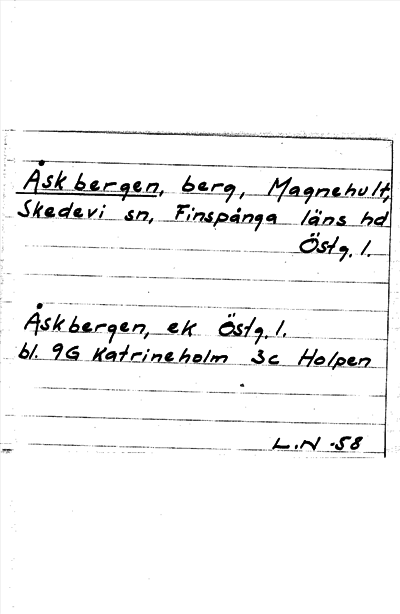 Åskbergen, berg, Magnehult,
Skedevi sn, Finspånga läns hd
Östg. l.
Åskbergen, ek Östg. l.
bl. 9G Katrineholm 3c Holpen
L.N -58